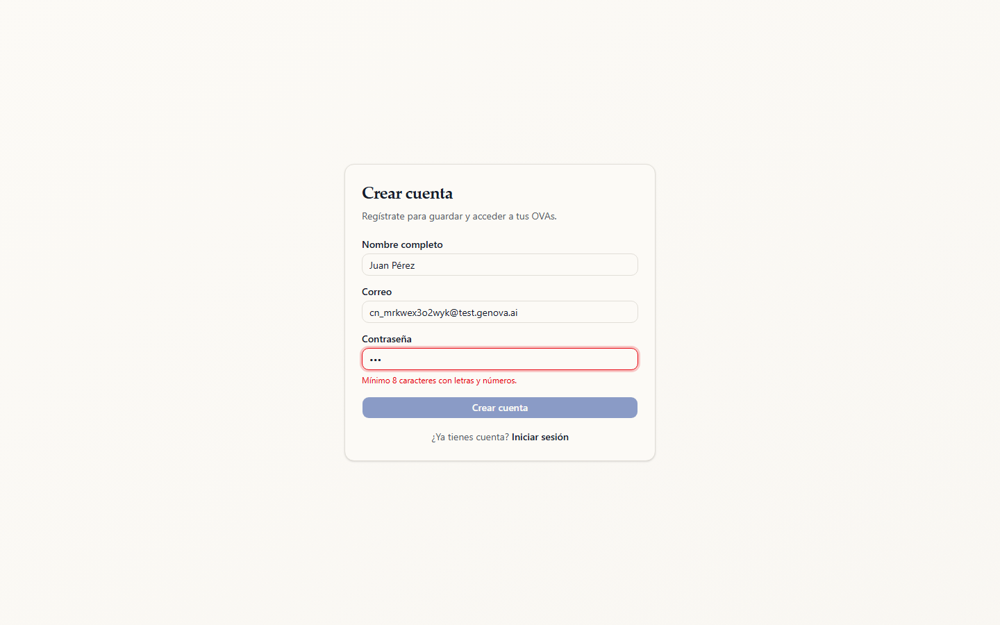 Crear cuenta
Regístrate para guardar y acceder a tus OVAs.
Nombre completo
Juan Pérez
Correo
cn_mrkwex3o2wyk@test.genova.ai
Contraseña
•••
Mínimo 8 caracteres con letras y números.
Crear cuenta
¿Ya tienes cuenta? Iniciar sesión